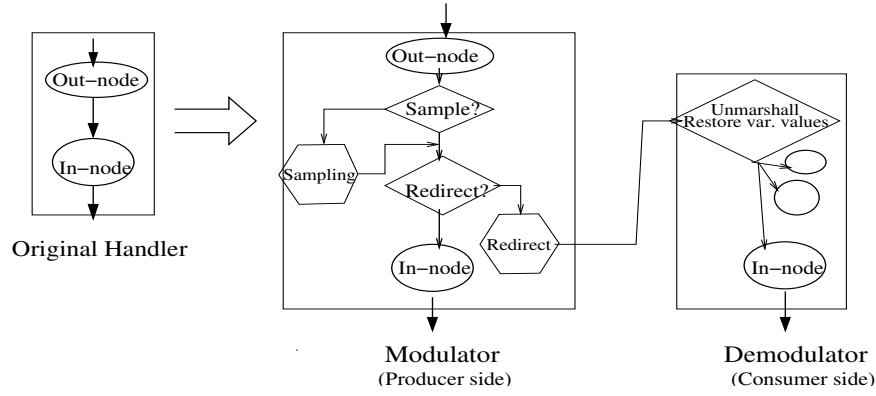 Out−node
In−node
Original Handler
Out−node
Sample?
Sampling
Redirect?
Redirect
In−node
Modulator
(Producer side)
Unmarshall
Restore var. values
In−node
Demodulator
(Consumer side)